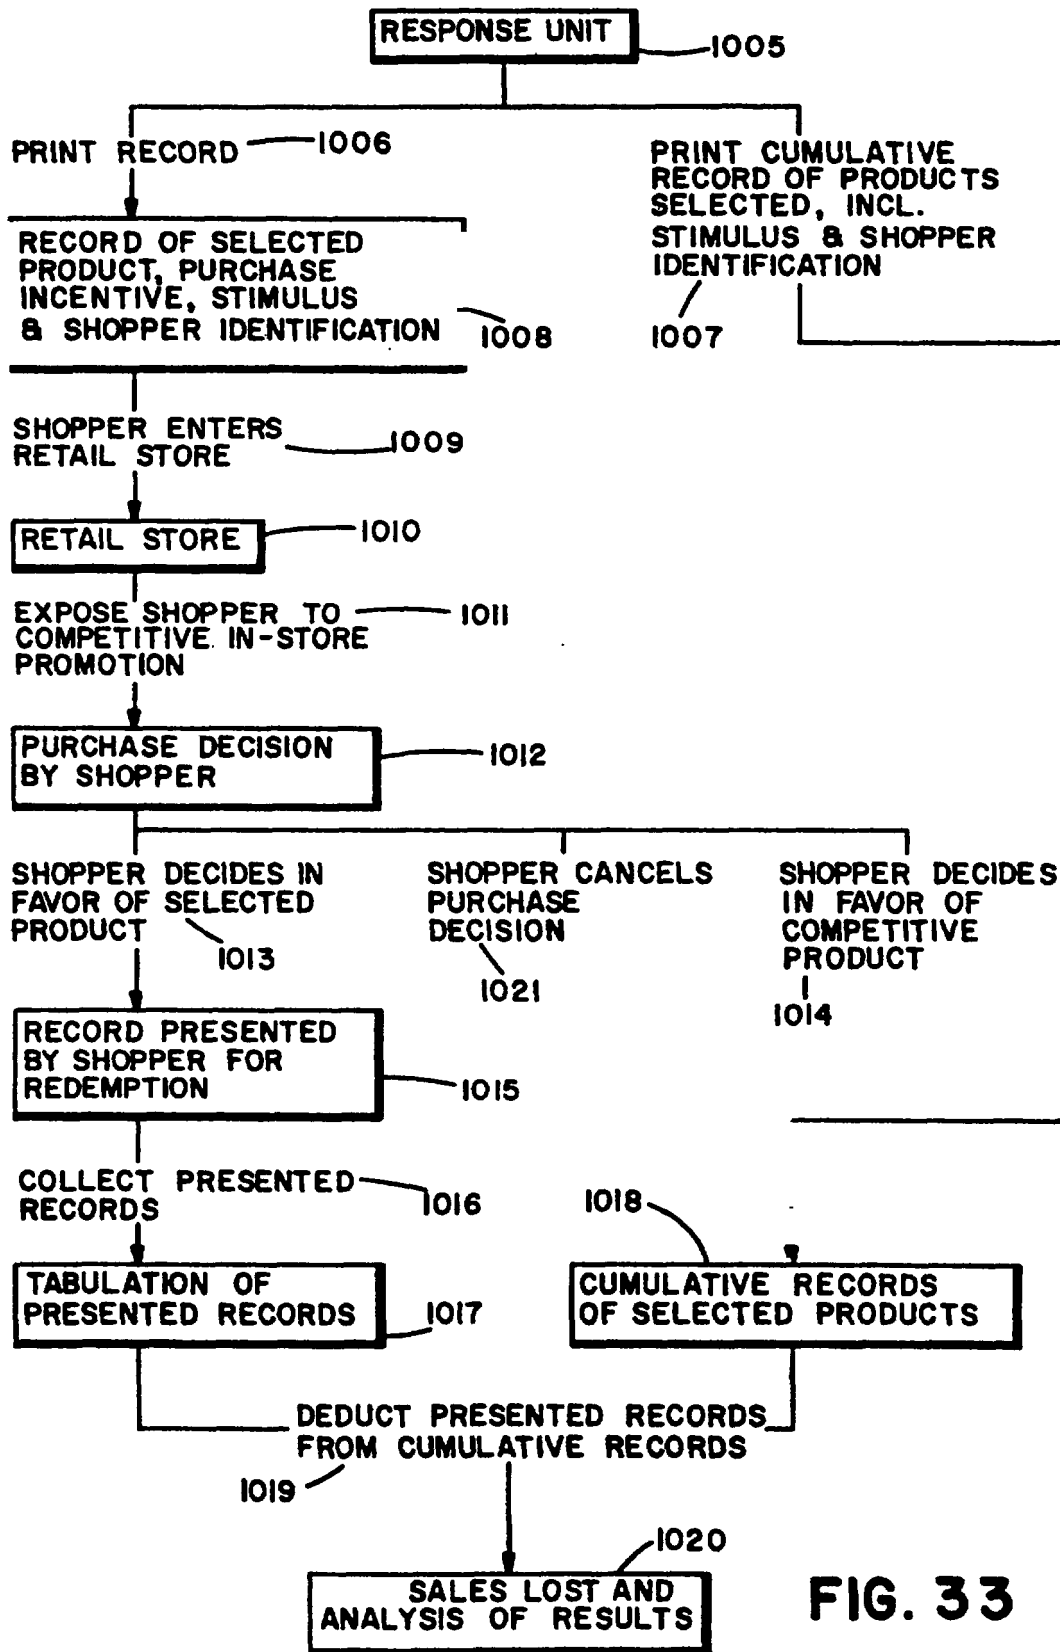 RESPONSE UNIT
1005
PRINT RECORD
1006
PRINT CUMULATIVE
RECORD OF PRODUCTS
SELECTED, INCL.
STIMULUS & SHOPPER
IDENTIFICATION
1007
RECORD OF SELECTED
PRODUCT, PURCHASE
INCENTIVE, STIMULUS
& SHOPPER IDENTIFICATION
1008
SHOPPER ENTERS
RETAIL STORE
1009
RETAIL STORE
1010
EXPOSE SHOPPER TO
COMPETITIVE IN-STORE
PROMOTION
1011
PURCHASE DECISION
BY SHOPPER
1012
SHOPPER DECIDES IN
FAVOR OF SELECTED
PRODUCT
1013
SHOPPER CANCELS
PURCHASE
DECISION
1021
SHOPPER DECIDES
IN FAVOR OF
COMPETITIVE
PRODUCT
1014
RECORD PRESENTED
BY SHOPPER FOR
REDEMPTION
1015
COLLECT PRESENTED
RECORDS
1016
1018
TABULATION OF
PRESENTED RECORDS
1017
CUMULATIVE RECORDS
OF SELECTED PRODUCTS
DEDUCT PRESENTED RECORDS
FROM CUMULATIVE RECORDS
1019
1020
SALES LOST AND
ANALYSIS OF RESULTS
FIG. 33